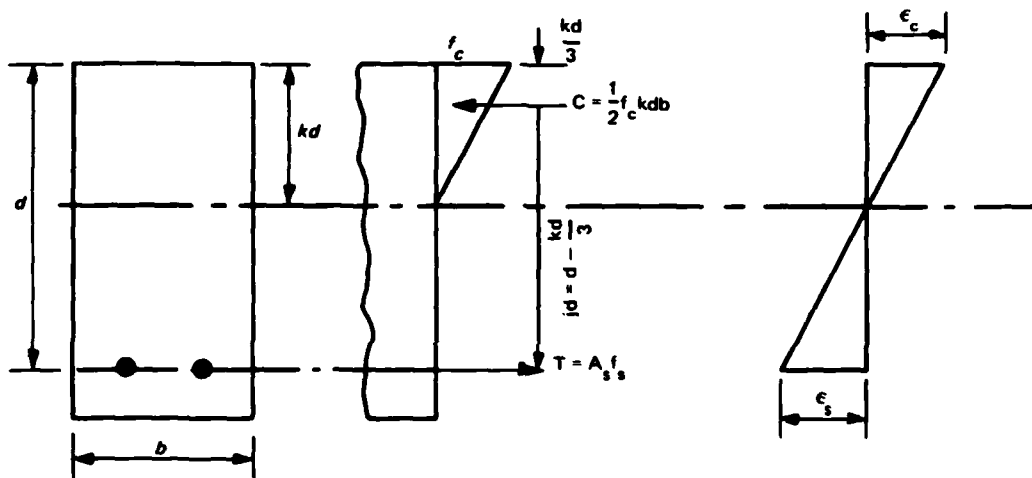 d
b
kd
f_c
kd/3
C = 1/2 f_c kdb
jd = d - kd/3
T = A_s f_s
ϵ_c
ϵ_s